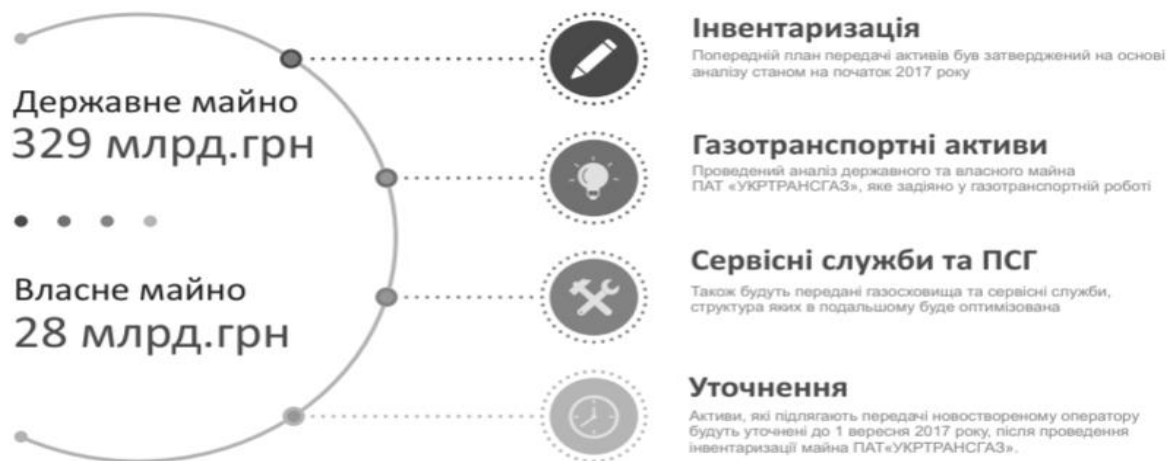 Державне майно
329 млрд.грн
Власне майно
28 млрд.грн
Інвентаризація
Попередній план передачі активів був затверджений на основі
аналізу станом на початок 2017 року
Газотранспортні активи
Проведений аналіз державного та власного майна
ПАТ «УКРТРАНСГАЗ», яке задіяно у газотранспортній роботі
Сервісні служби та ПСГ
Також будуть передані газосховища та сервісні служби,
структура яких в подальшому буде оптимізована
Уточнення
Активи, які підлягають передачі новоствореному оператору
будуть уточнені до 1 вересня 2017 року, після проведення
інвентаризації майна ПАТ«УКРТРАНСГАЗ».